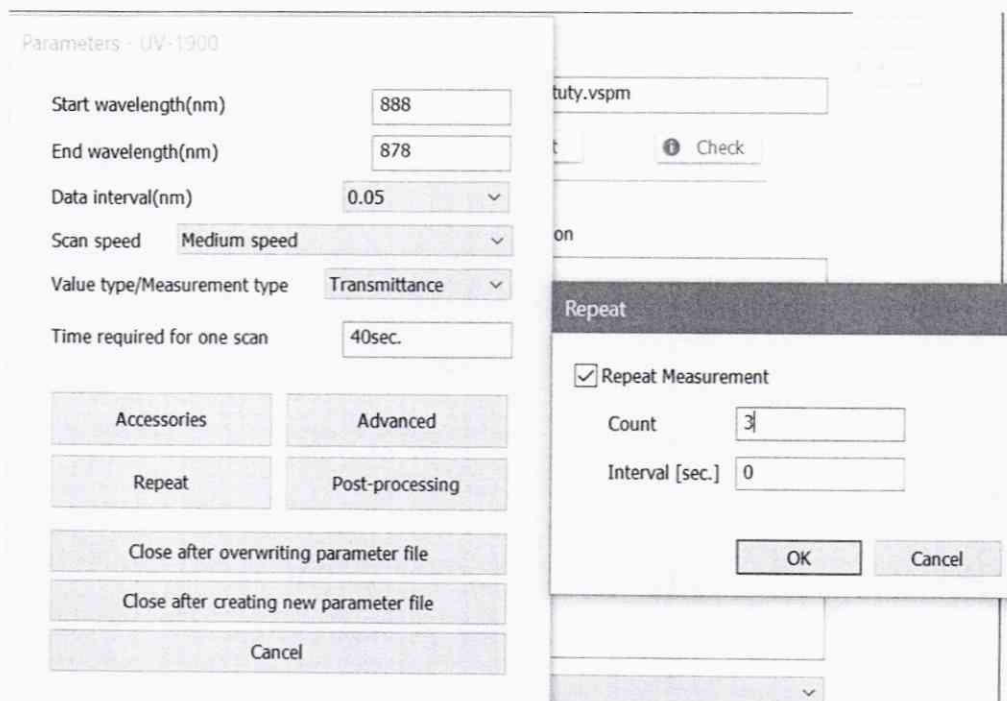 Parameters - UV-1900
Start wavelength(nm) 888
End wavelength(nm) 878
Data interval(nm) 0.05
Scan speed Medium speed
Value type/Measurement type Transmittance
Time required for one scan 40sec.
Accessories Advanced
Repeat Post-processing
Close after overwriting parameter file
Close after creating new parameter file
Cancel
tuty.vspm
t Check
on
Repeat
Repeat Measurement
Count 3
Interval [sec.] 0
OK Cancel